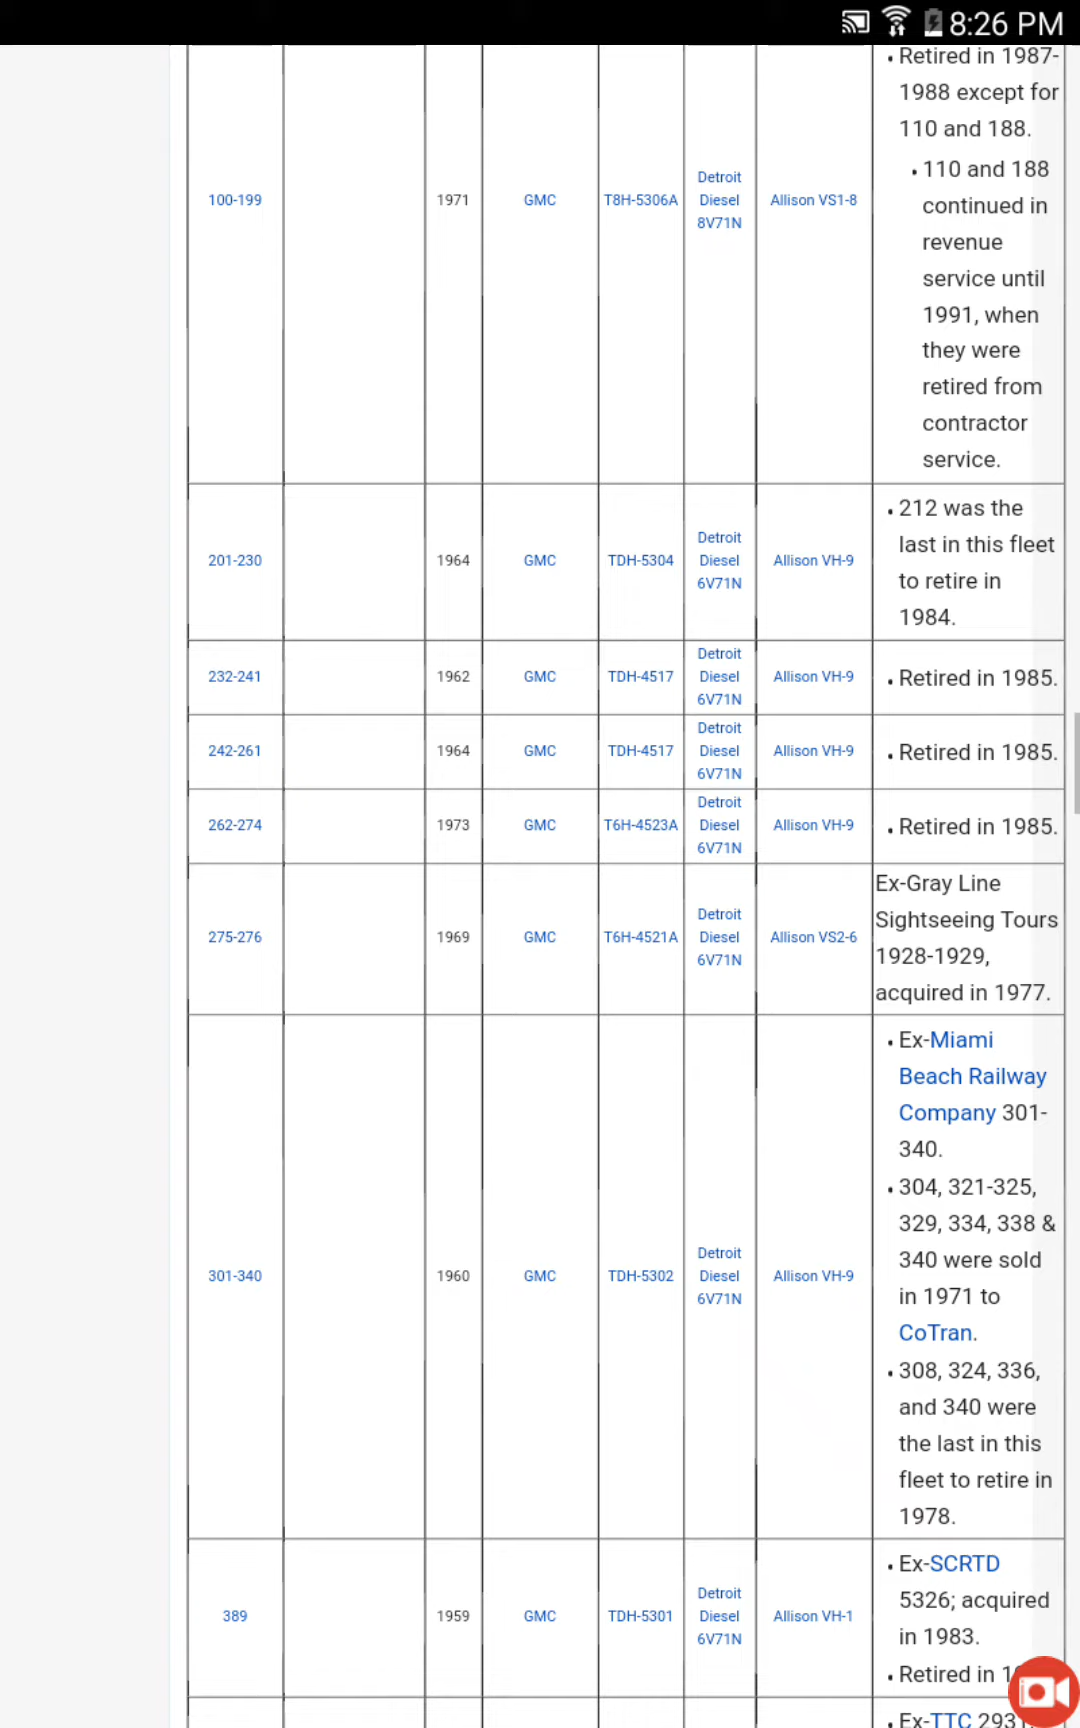 8:26 PM
• Retired in 1987-
1988 except for
110 and 188.
• 110 and 188
continued in
revenue
service until
1991, when
they were
retired from
contractor
service.
100-199
1971
GMC
T8H-5306A
Detroit
Diesel
8V71N
Allison VS1-8
201-230
1964
GMC
TDH-5304
Detroit
Diesel
6V71N
Allison VH-9
• 212 was the
last in this fleet
to retire in
1984.
232-241
1962
GMC
TDH-4517
Detroit
Diesel
6V71N
Allison VH-9
• Retired in 1985.
242-261
1964
GMC
TDH-4517
Detroit
Diesel
6V71N
Allison VH-9
• Retired in 1985.
262-274
1973
GMC
T6H-4523A
Detroit
Diesel
6V71N
Allison VH-9
• Retired in 1985.
275-276
1969
GMC
T6H-4521A
Detroit
Diesel
6V71N
Allison VS2-6
Ex-Gray Line
Sightseeing Tours
1928-1929,
acquired in 1977.
301-340
1960
GMC
TDH-5302
Detroit
Diesel
6V71N
Allison VH-9
• Ex-Miami
Beach Railway
Company 301-
340.
• 304, 321-325,
329, 334, 338 &
340 were sold
in 1971 to
CoTran.
• 308, 324, 336,
and 340 were
the last in this
fleet to retire in
1978.
389
1959
GMC
TDH-5301
Detroit
Diesel
6V71N
Allison VH-1
• Ex-SCRTD
5326; acquired
in 1983.
• Retired in
• Ex-TTC